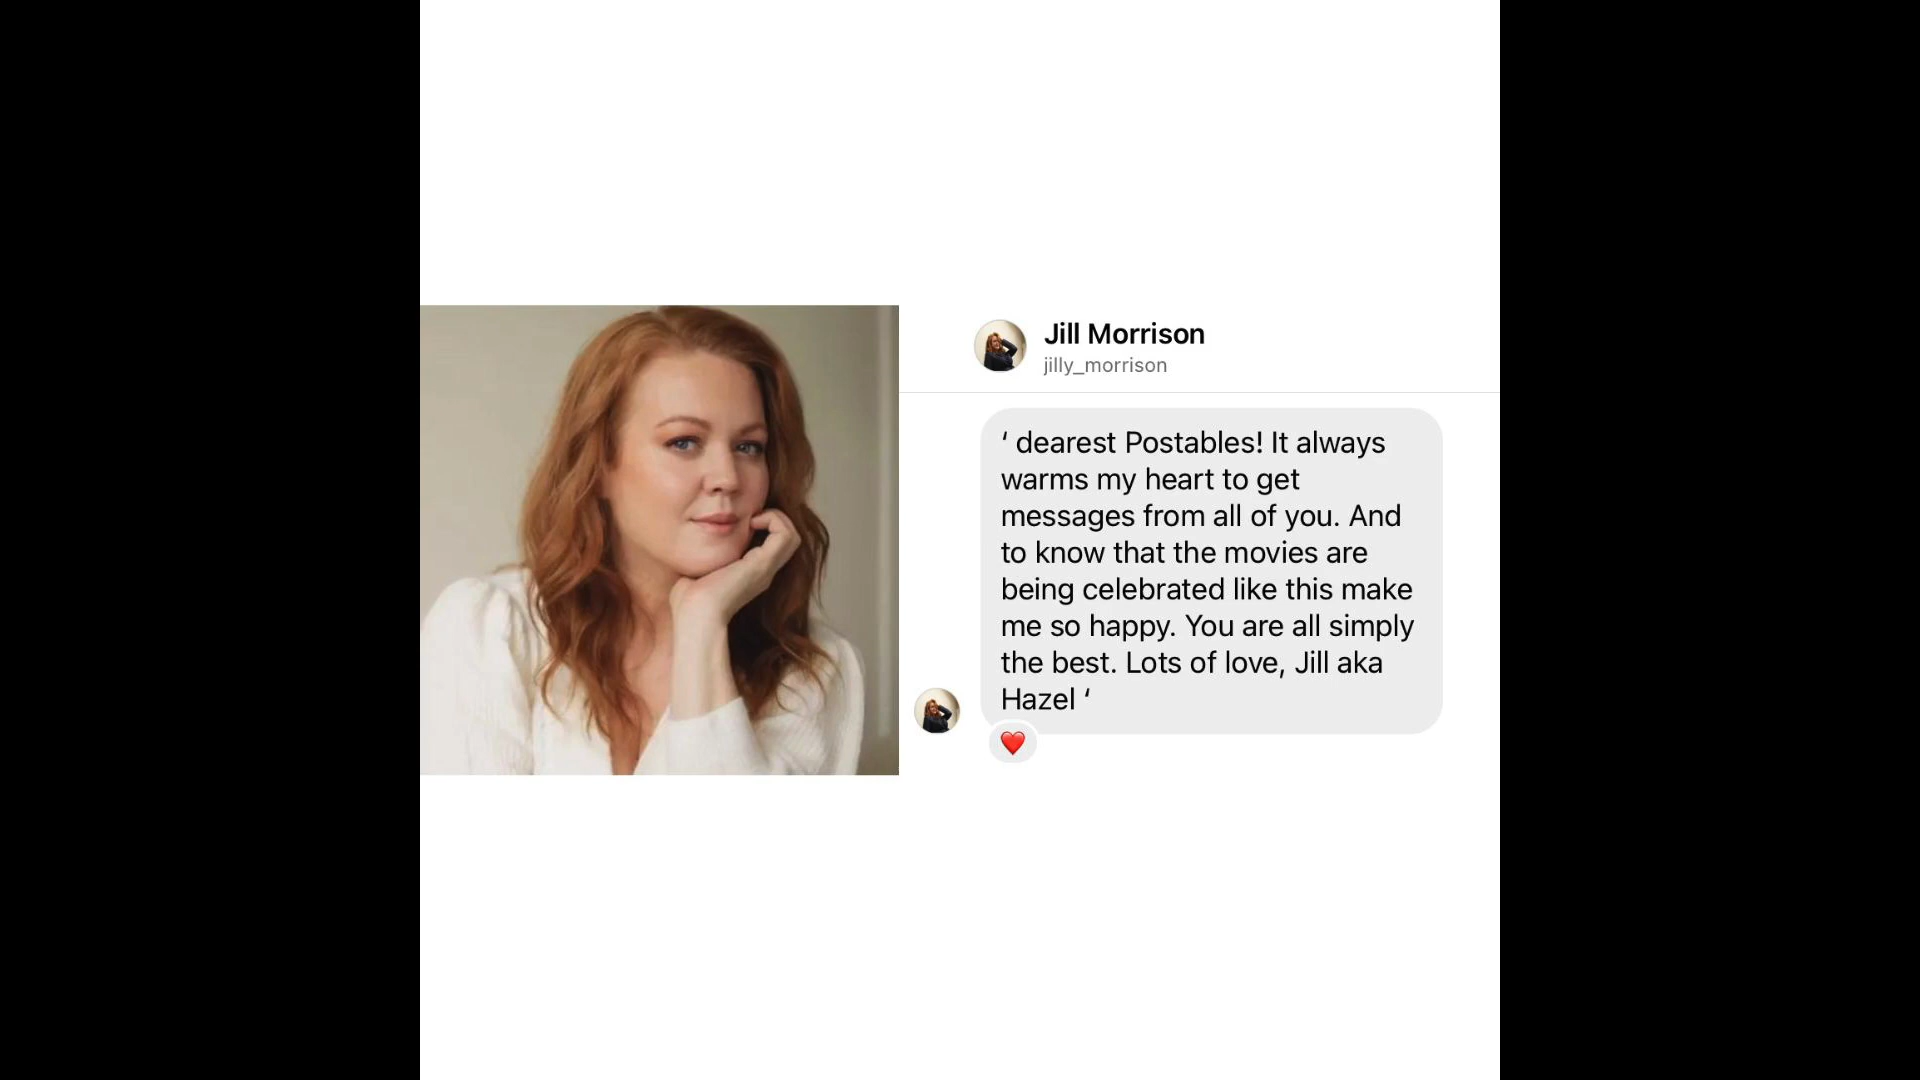 Jill Morrison
jilly_morrison
‘ dearest Postables! It always
warms my heart to get
messages from all of you. And
to know that the movies are
being celebrated like this make
me so happy. You are all simply
the best. Lots of love, Jill aka
Hazel ‘